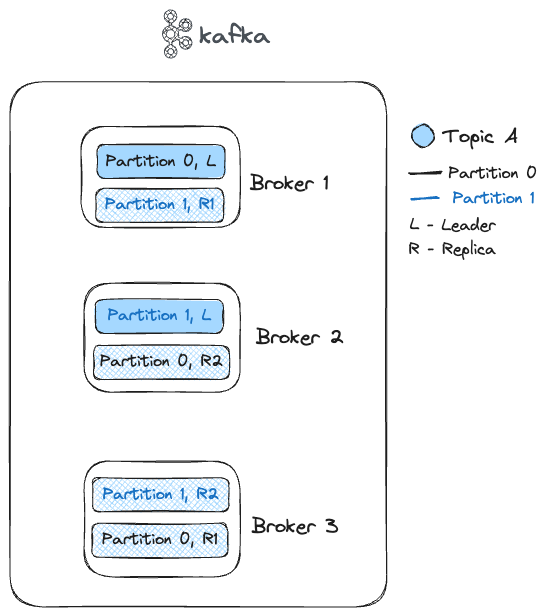 kafka
Partition 0, L
Partition 1, R1
Broker 1
Partition 1, L
Partition 0, R2
Broker 2
Partition 1, R2
Partition 0, R1
Broker 3
Topic A
Partition 0
Partition 1
L - Leader
R - Replica